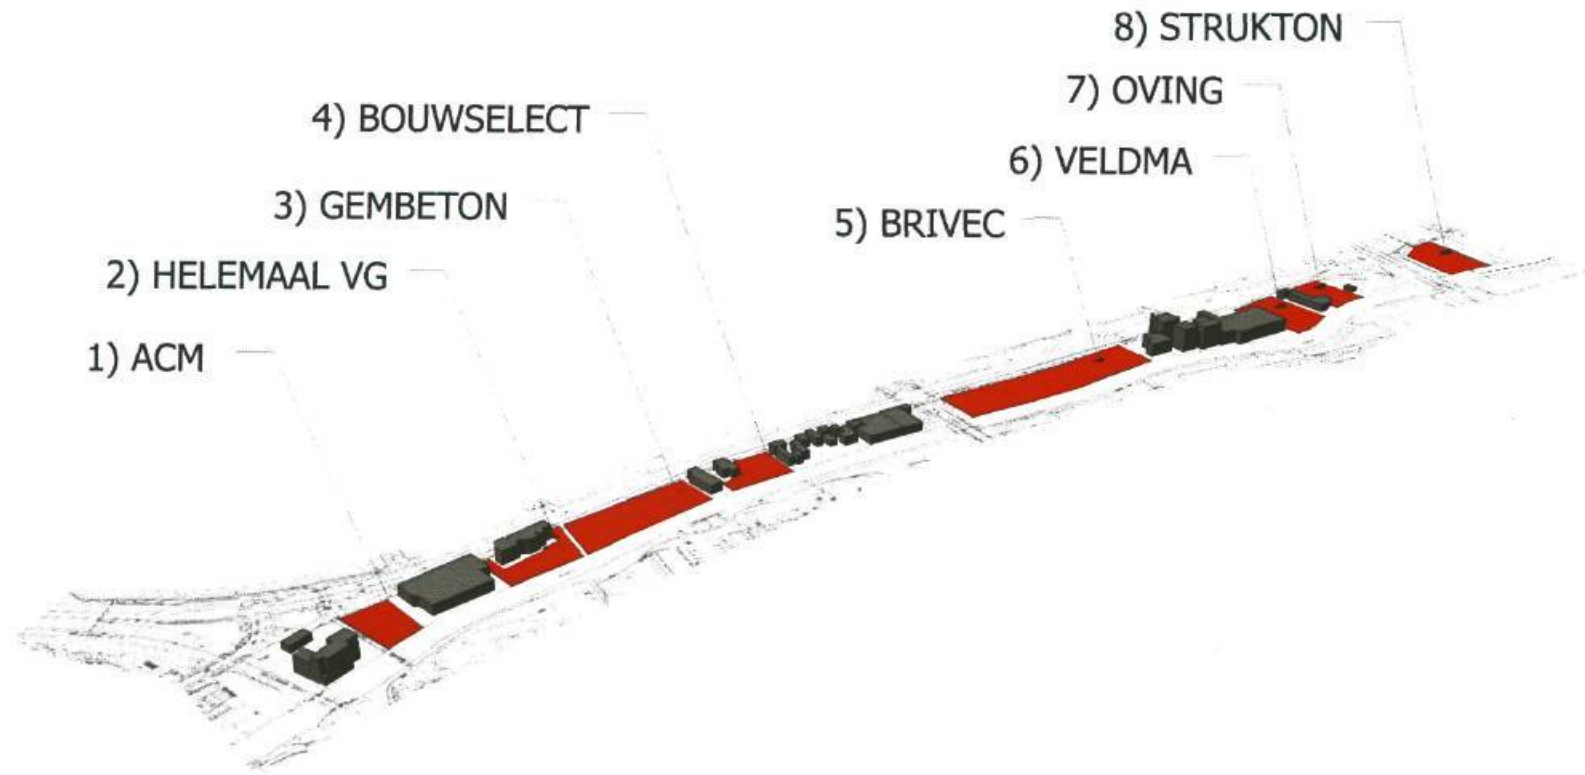 8) STRUKTON
7) OVING
4) BOUWSELECT
6) VELDMA
3) GEMBETON
5) BRIVEC
2) HELEMAAL VG
1) ACM